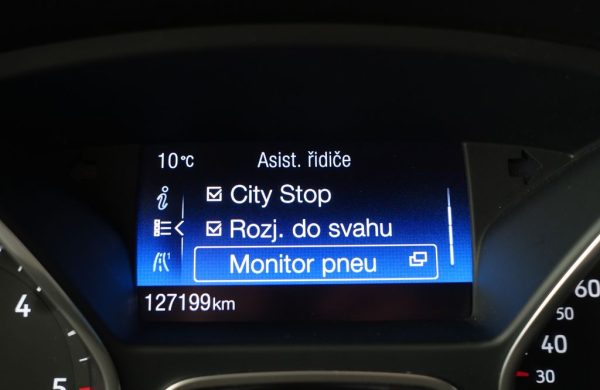 10°C Asist. řidiče
City Stop
Rozj. do svahu
Monitor pneu
127199km
4
5
60
50
40
30